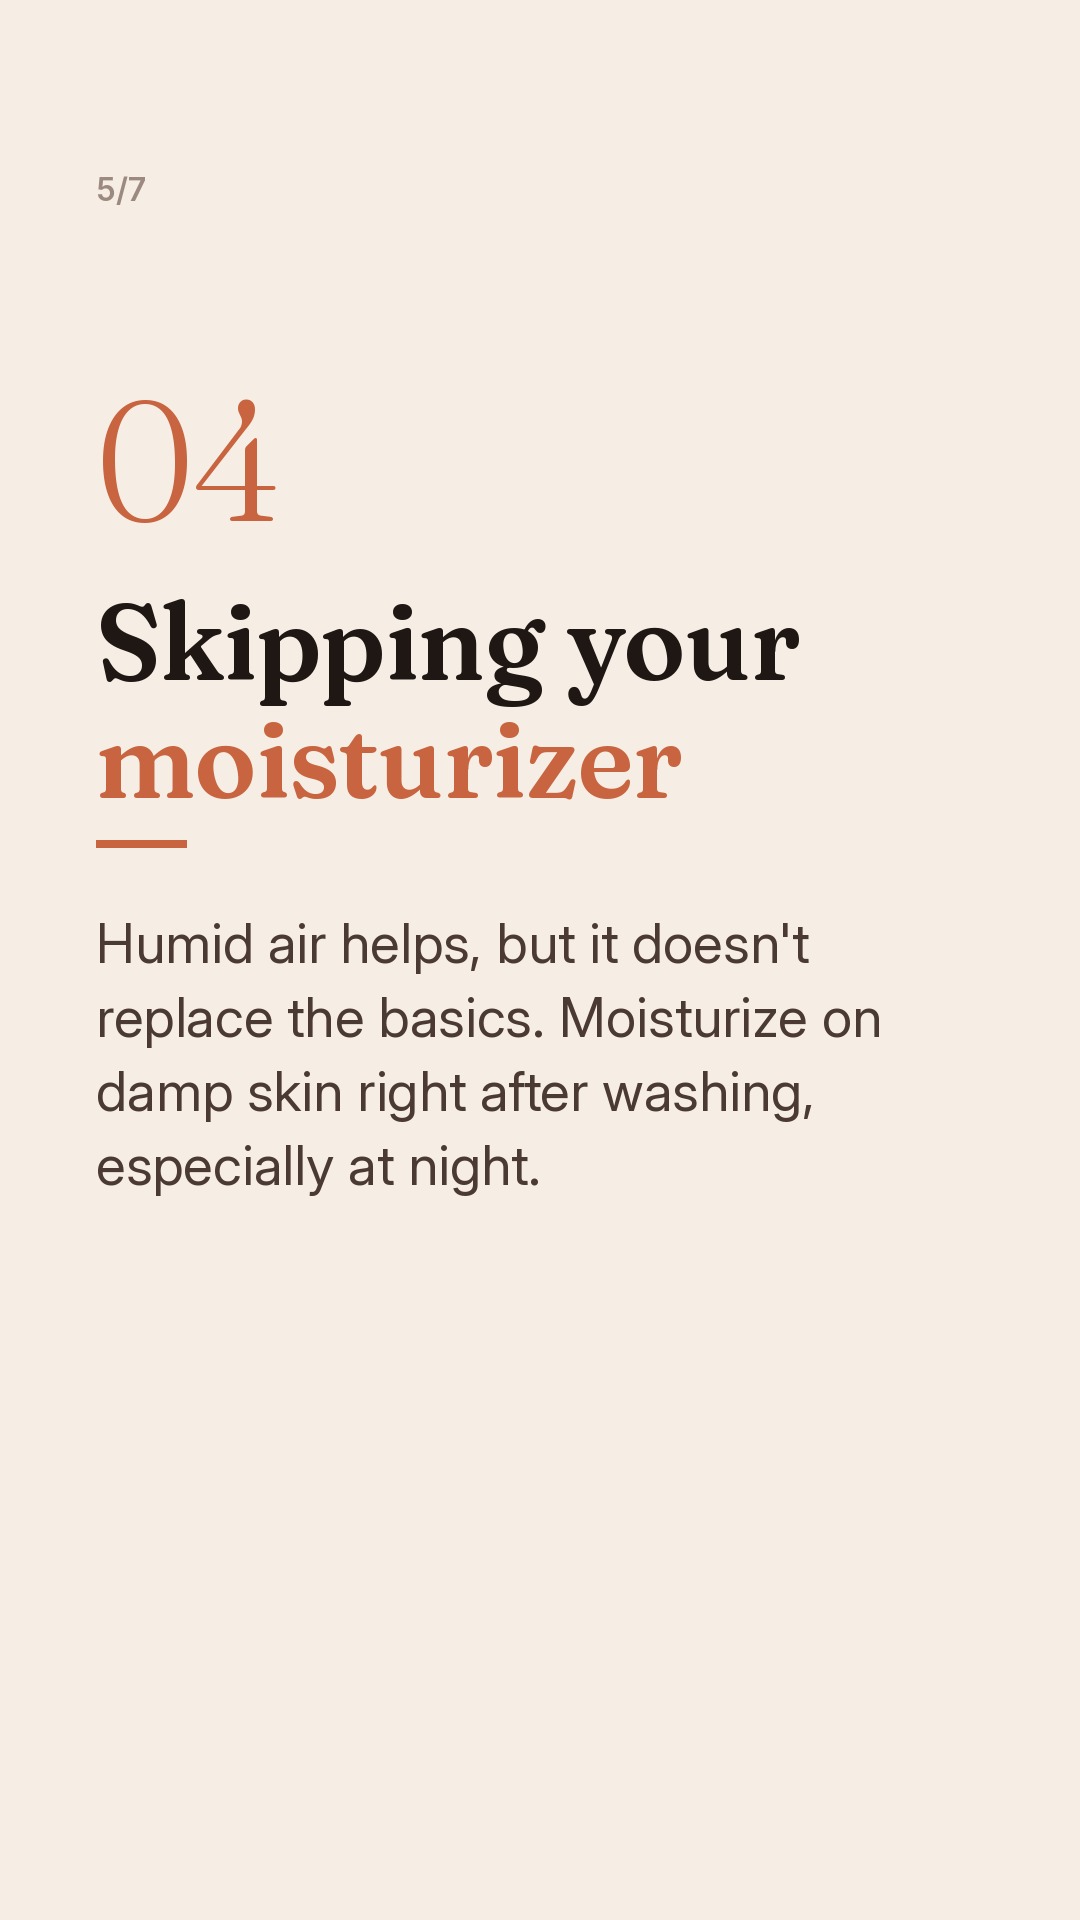 5/7
04
Skipping your
moisturizer
Humid air helps, but it doesn't
replace the basics. Moisturize on
damp skin right after washing,
especially at night.